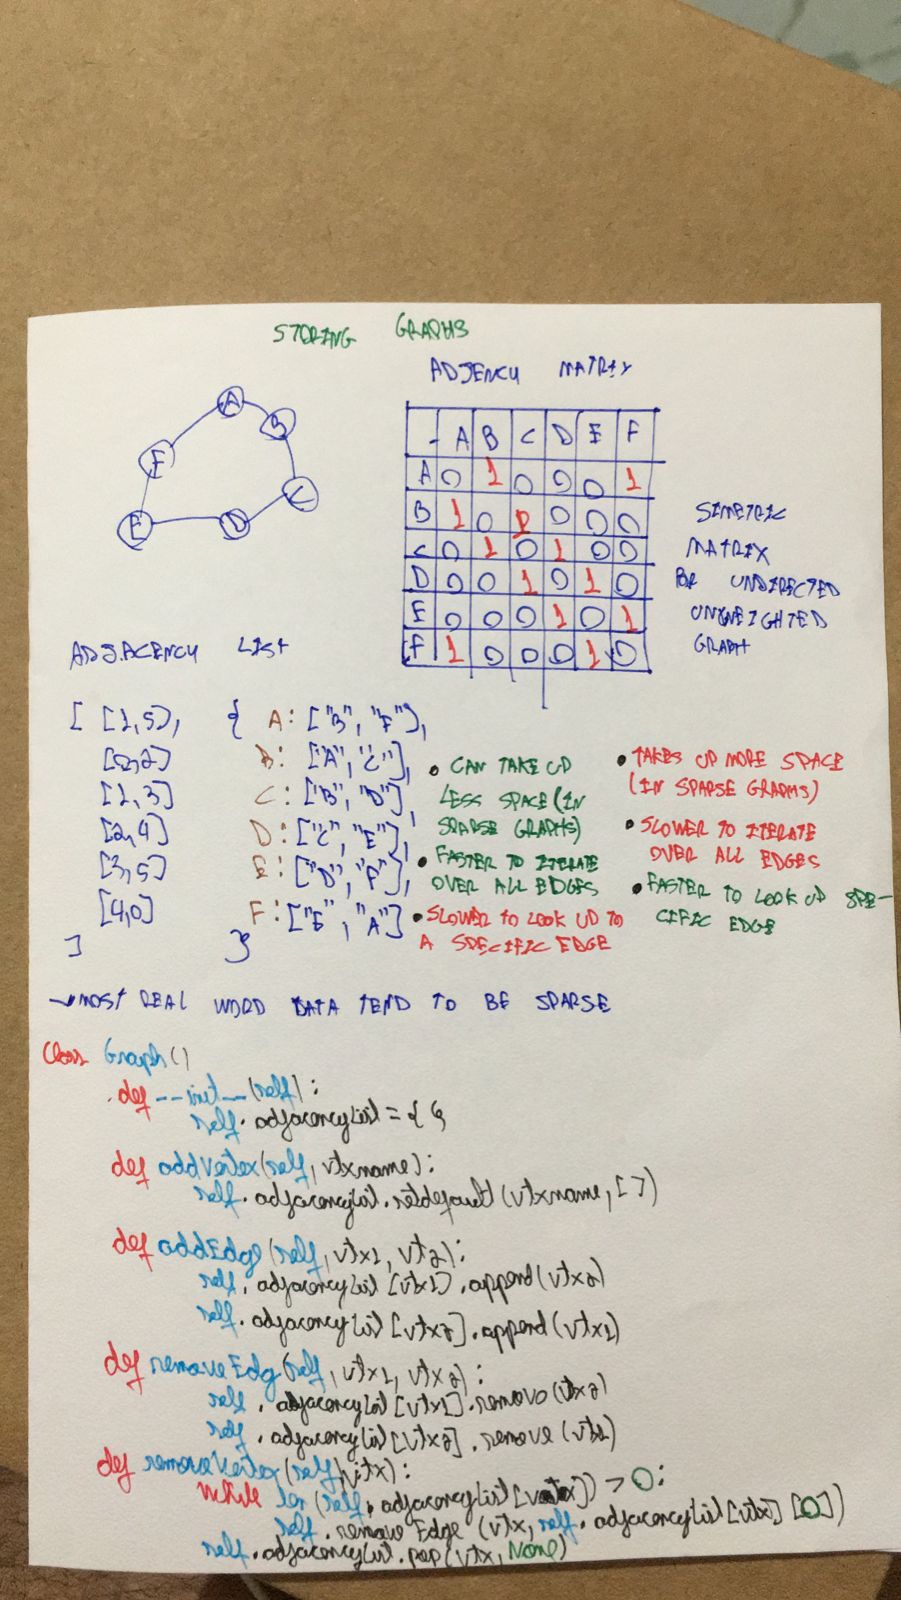 STORING GRAPHS
ADJENCY MATRIX
A
B
F
C
E
D
- A B C D E F
A 0 1 0 0 0 1
B 1 0 1 0 0 0
C 0 1 0 1 0 0
D 0 0 1 0 1 0
E 0 0 0 1 0 1
F 1 0 0 0 1 0
SIMETRIC
MATRIX
FOR UNDIRECTED
UNWEIGHTED
GRAPH
ADJACENCY LIST
[ [1,5],
[0,2]
[1,3]
[2,4]
[3,5]
[4,0]
]
{ A: ["B", "F"],
B: ["A", "C"],
C: ["B", "D"],
D: ["C", "E"],
E: ["D", "F"],
F: ["E", "A"]
}
• CAN TAKE UP
LESS SPACE (IN
SPARSE GRAPHS)
• FASTER TO ITERATE
OVER ALL EDGES
• SLOWER TO LOOK UP TO
A SPECIFIC EDGE
• TAKES UP MORE SPACE
(IN SPARSE GRAPHS)
• SLOWER TO ITERATE
OVER ALL EDGES
• FASTER TO LOOK UP SPE-
CIFIC EDGE
→ MOST REAL WORD DATA TEND TO BE SPARSE
Class Graph()
def __init__(self):
self.adjacencyList = {}
def addVertex(self, vtxname):
self.adjacencyList.setdefault(vtxname, [])
def addEdge(self, vtx1, vtx2):
self.adjacencyList[vtx1].append(vtx2)
self.adjacencyList[vtx2].append(vtx1)
def removeEdg(self, vtx1, vtx2):
self.adjacencyList[vtx1].remove(vtx2)
self.adjacencyList[vtx2].remove(vtx1)
def removeVertex(self, vtx):
while len(self.adjacencyList[vtx]) > 0:
self.removeEdge(vtx, self.adjacencyList[vtx][0])
self.adjacencyList.pop(vtx, None)